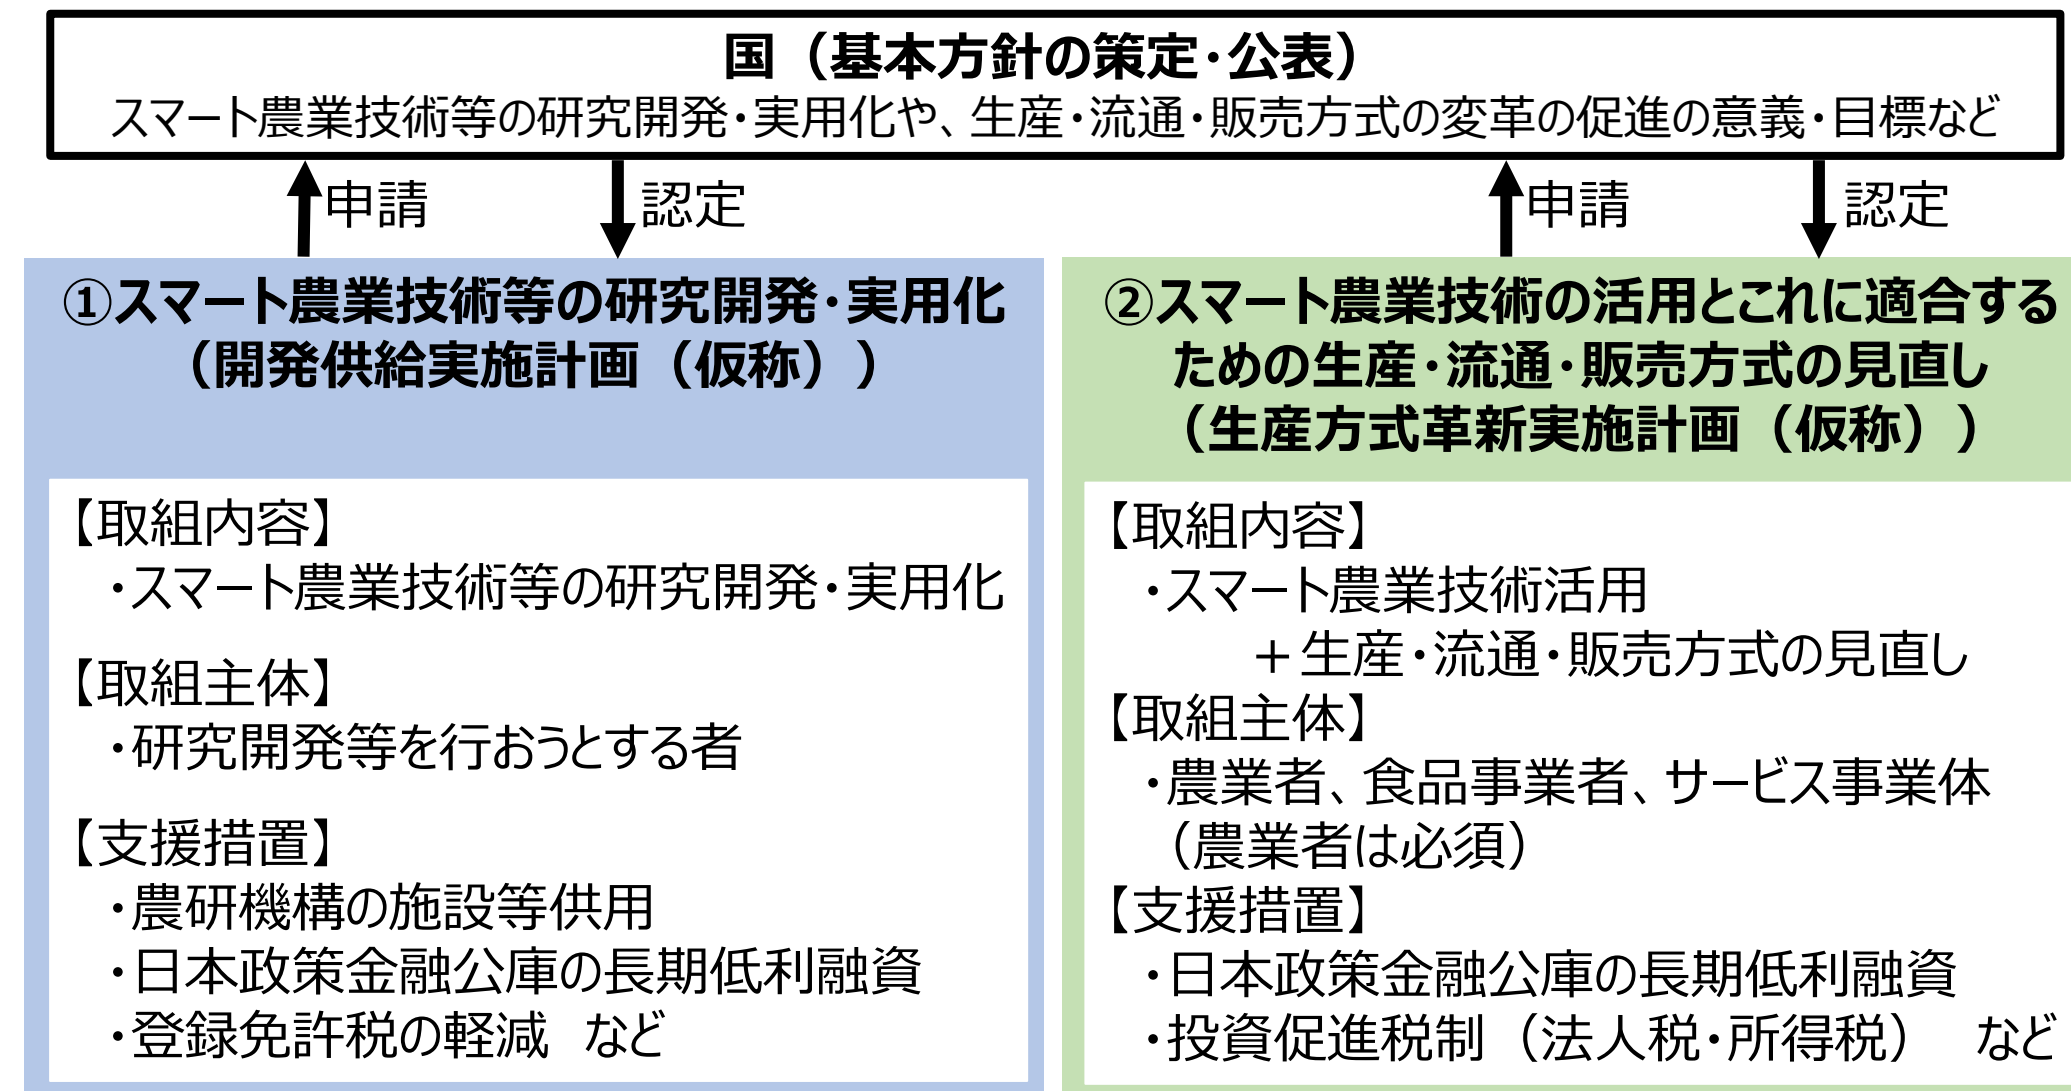 国（基本方針の策定・公表）
スマート農業技術等の研究開発・実用化や、生産・流通・販売方式の変革の促進の意義・目標など
申請
認定
申請
認定
①スマート農業技術等の研究開発・実用化
（開発供給実施計画（仮称））
【取組内容】
・スマート農業技術等の研究開発・実用化
【取組主体】
・研究開発等を行おうとする者
【支援措置】
・農研機構の施設等供用
・日本政策金融公庫の長期低利融資
・登録免許税の軽減　など
②スマート農業技術の活用とこれに適合する
ための生産・流通・販売方式の見直し
（生産方式革新実施計画（仮称））
【取組内容】
・スマート農業技術活用
＋生産・流通・販売方式の見直し
【取組主体】
・農業者、食品事業者、サービス事業体
（農業者は必須）
【支援措置】
・日本政策金融公庫の長期低利融資
・投資促進税制（法人税・所得税）　など